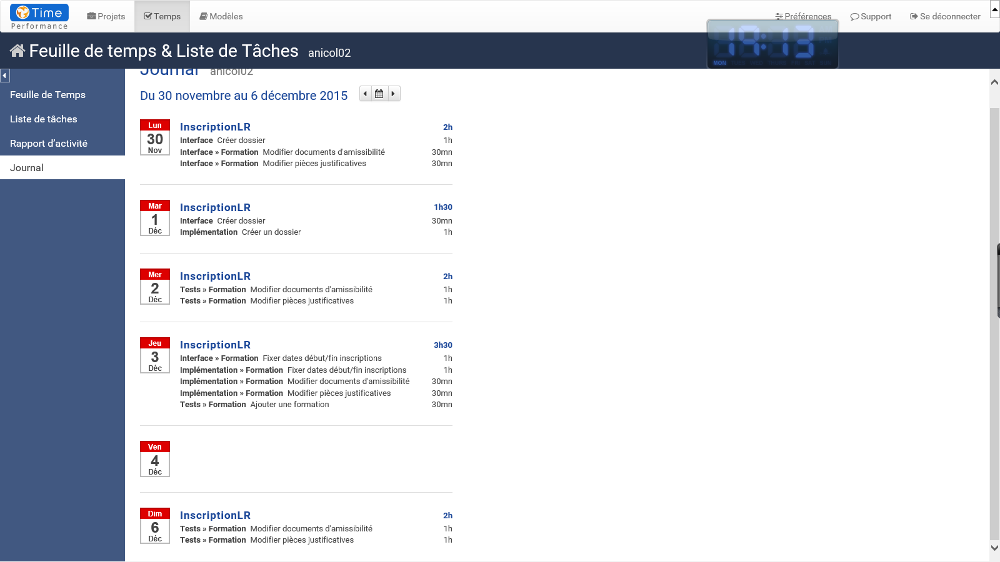 Time
Performance
Projets
Temps
Modèles
Préférences
Support
Se déconnecter
Feuille de temps & Liste de Tâches anicol02
19:13
MON
Feuille de Temps
Liste de tâches
Rapport d'activité
Journal
Journal anicol02
Du 30 novembre au 6 décembre 2015
Lun
30
Nov
InscriptionLR 2h
Interface Créer dossier 1h
Interface » Formation Modifier documents d'amissibilité 30mn
Interface » Formation Modifier pièces justificatives 30mn
Mar
1
Déc
InscriptionLR 1h30
Interface Créer dossier 30mn
Implémentation Créer un dossier 1h
Mer
2
Déc
InscriptionLR 2h
Tests » Formation Modifier documents d'amissibilité 1h
Tests » Formation Modifier pièces justificatives 1h
Jeu
3
Déc
InscriptionLR 3h30
Interface » Formation Fixer dates début/fin inscriptions 1h
Implémentation » Formation Fixer dates début/fin inscriptions 1h
Implémentation » Formation Modifier documents d'amissibilité 30mn
Implémentation » Formation Modifier pièces justificatives 30mn
Tests » Formation Ajouter une formation 30mn
Ven
4
Déc
Dim
6
Déc
InscriptionLR 2h
Tests » Formation Modifier documents d'amissibilité 1h
Tests » Formation Modifier pièces justificatives 1h